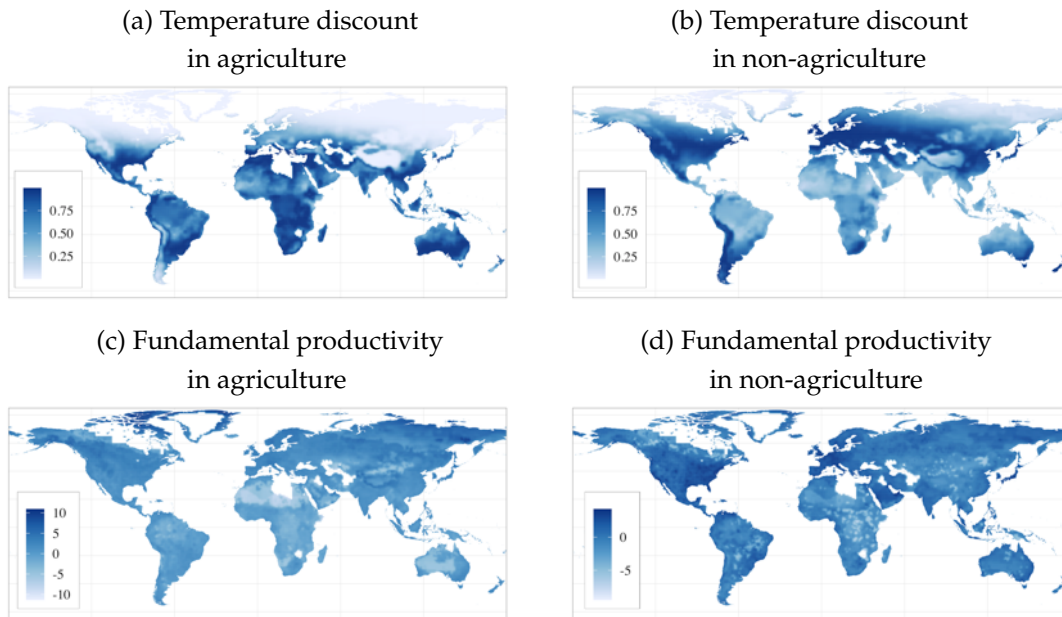 (a) Temperature discount
in agriculture
(b) Temperature discount
in non-agriculture
0.75
0.50
0.25
0.75
0.50
0.25
(c) Fundamental productivity
in agriculture
(d) Fundamental productivity
in non-agriculture
10
5
0
-5
-10
0
-5